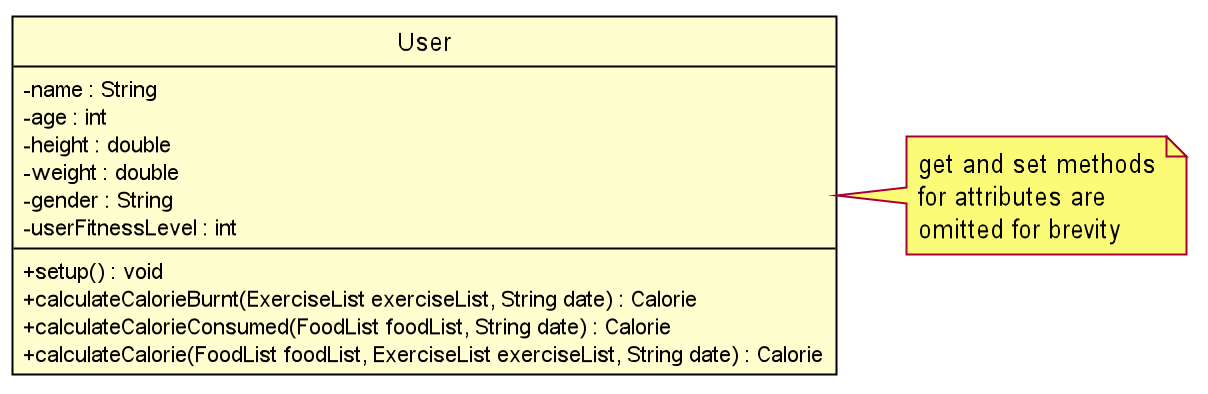 User
-name : String
-age : int
-height : double
-weight : double
-gender : String
-userFitnessLevel : int
+setup() : void
+calculateCalorieBurnt(ExerciseList exerciseList, String date) : Calorie
+calculateCalorieConsumed(FoodList foodList, String date) : Calorie
+calculateCalorie(FoodList foodList, ExerciseList exerciseList, String date) : Calorie
get and set methods
for attributes are
omitted for brevity